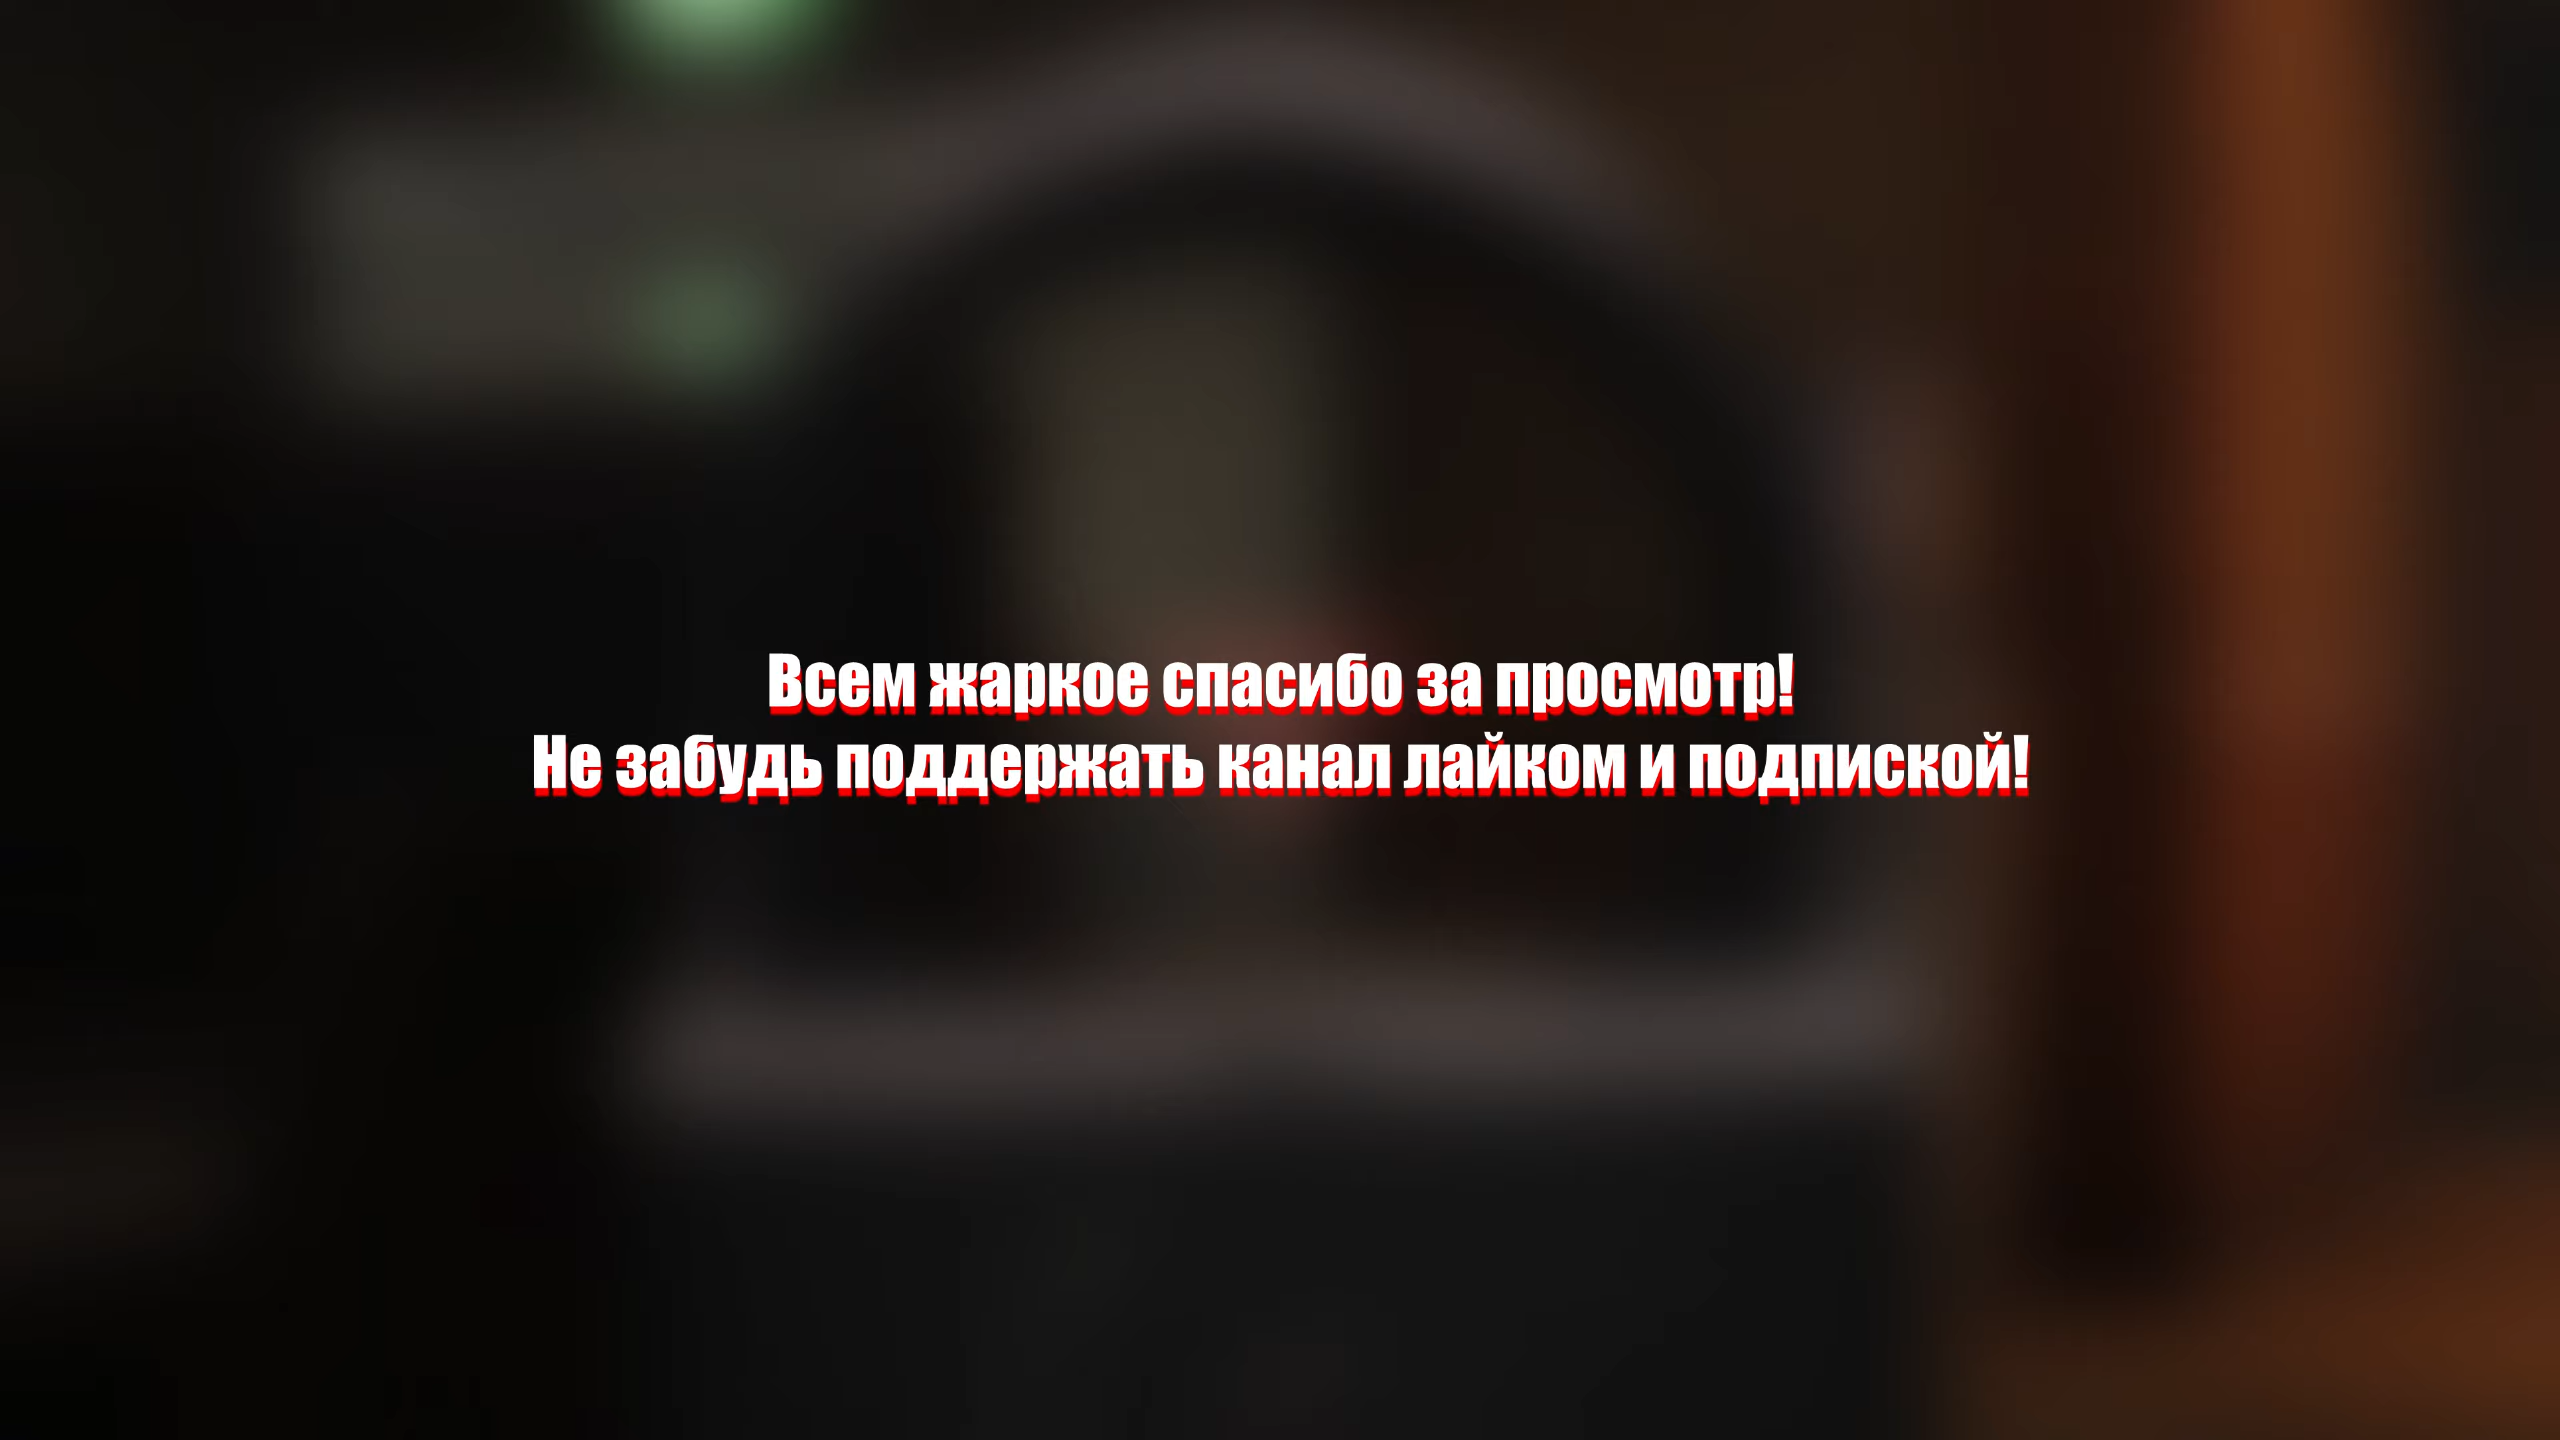 Всем жаркое спасибо за просмотр!
Не забудь поддержать канал лайком и подпиской!